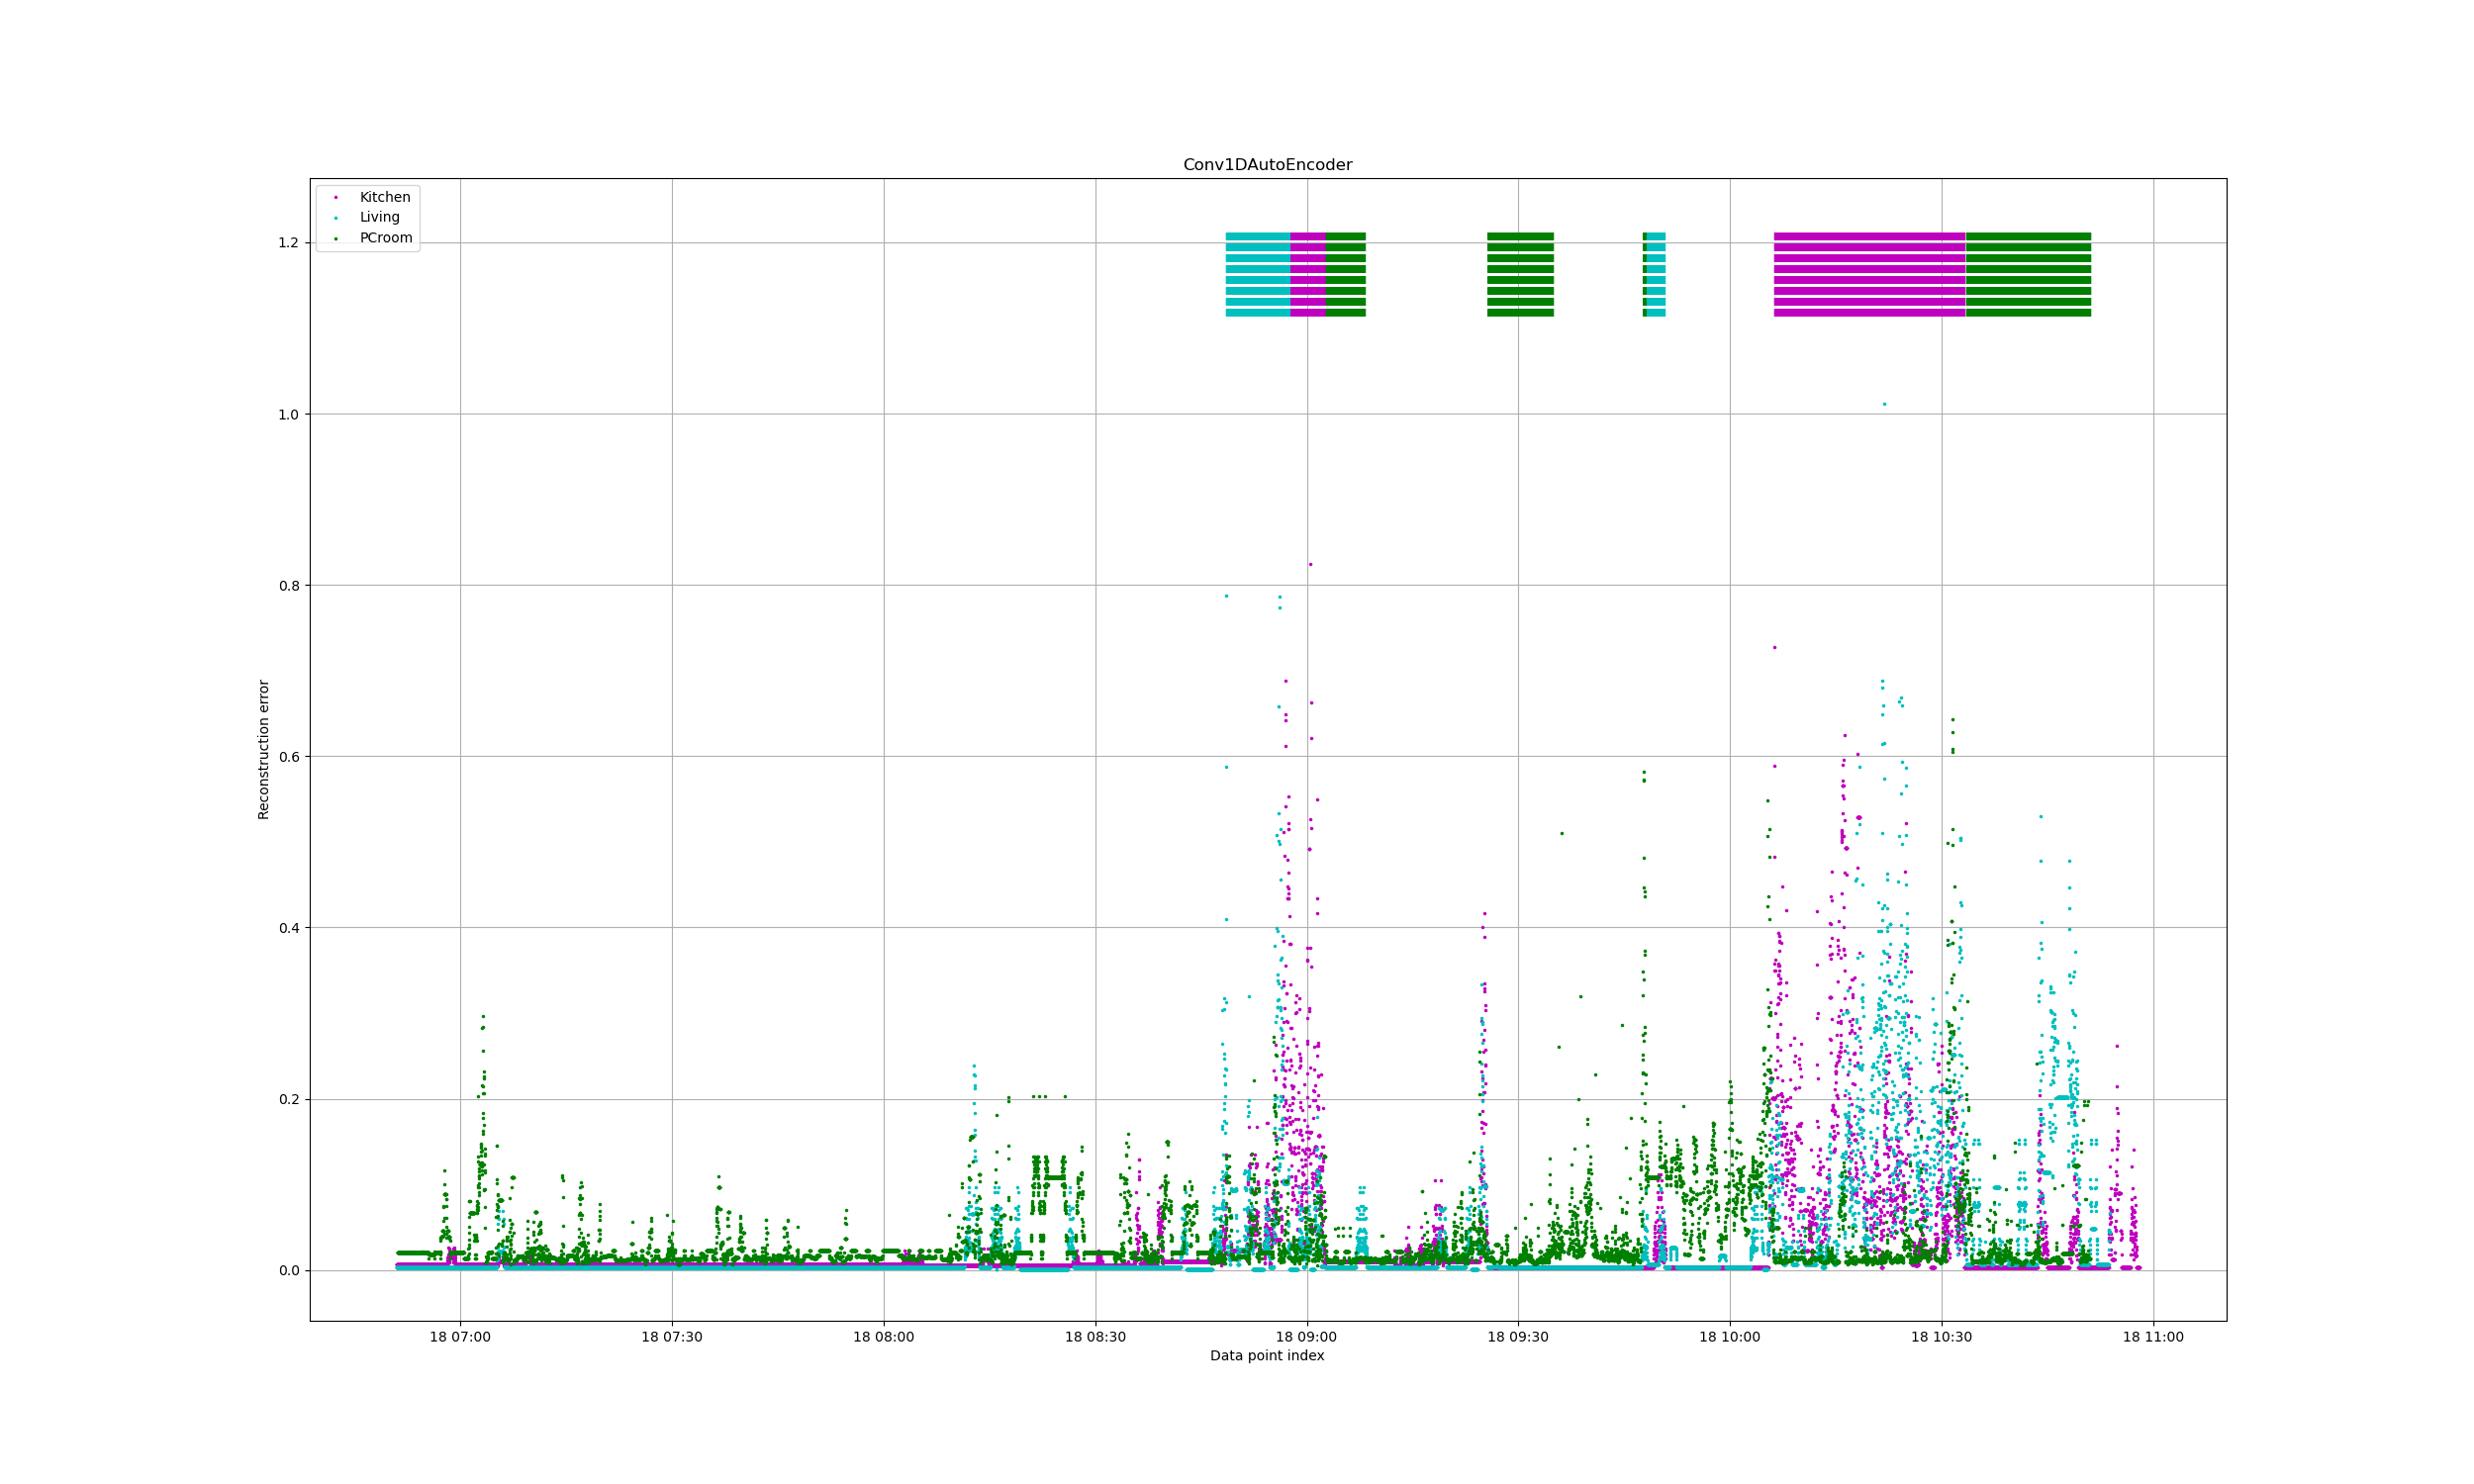 Conv1DAutoEncoder
Kitchen
Living
PCroom
1.2
1.0
0.8
0.6
0.4
0.2
0.0
Reconstruction error
18 07:00
18 07:30
18 08:00
18 08:30
18 09:00
18 09:30
18 10:00
18 10:30
18 11:00
Data point index